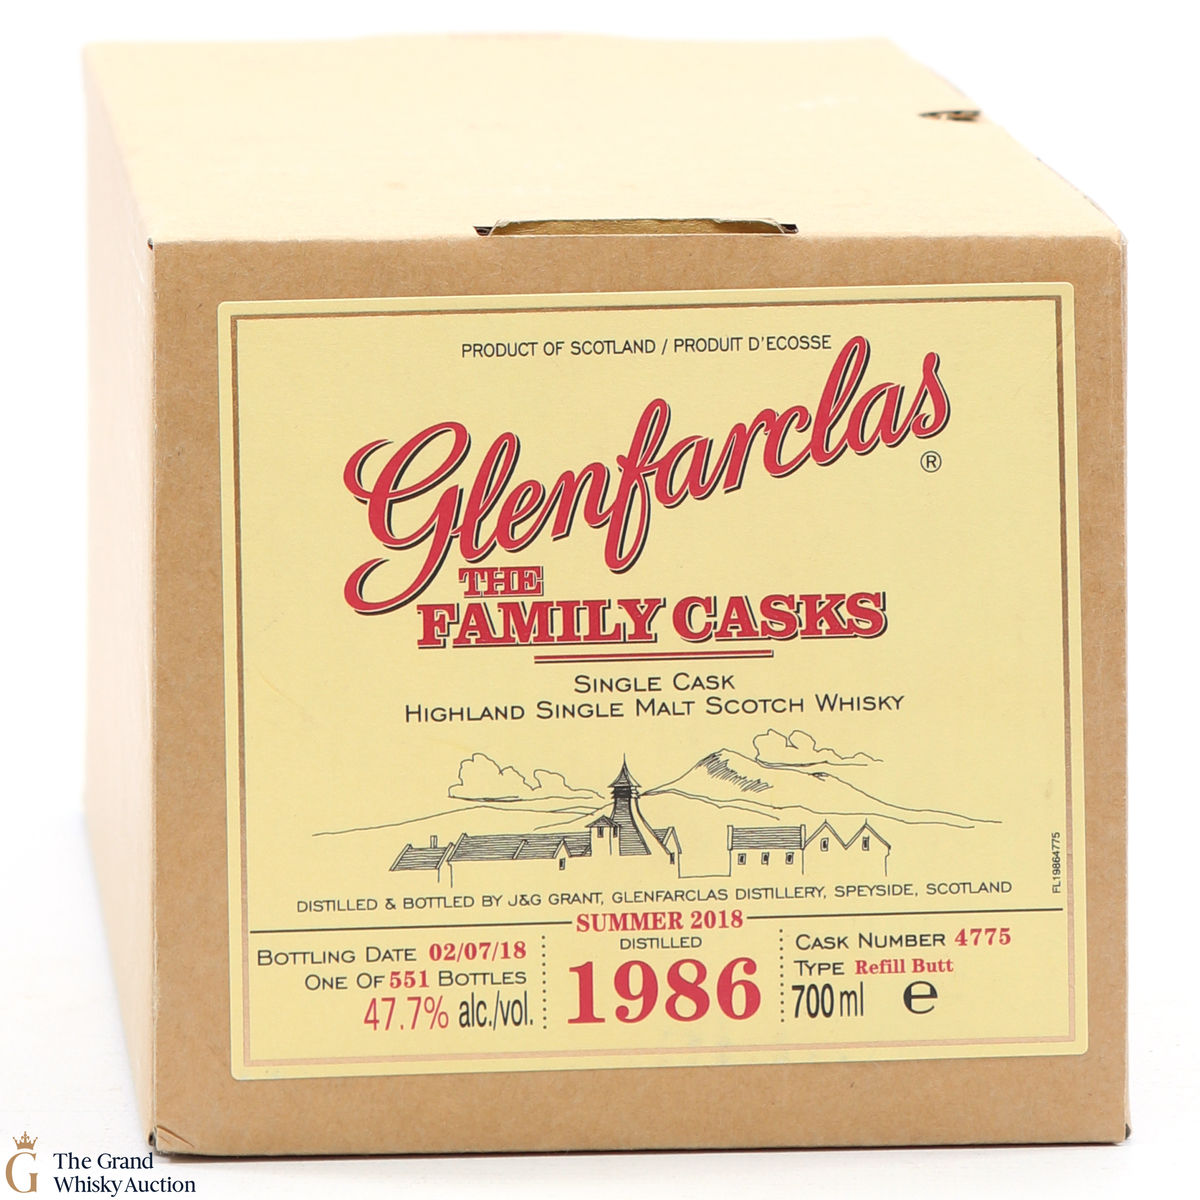 PRODUCT OF SCOTLAND / PRODUIT D'ECOSSE
Glenfarclas®
THE
FAMILY CASKS
SINGLE CASK
HIGHLAND SINGLE MALT SCOTCH WHISKY
FL19864775
DISTILLED & BOTTLED BY J&G GRANT, GLENFARCLAS DISTILLERY, SPEYSIDE, SCOTLAND
SUMMER 2018
BOTTLING DATE 02/07/18
ONE OF 551 BOTTLES
47.7% alc./vol.
DISTILLED
1986
CASK NUMBER 4775
TYPE Refill Butt
700ml e
G
THE GRAND
WHISKY AUCTION